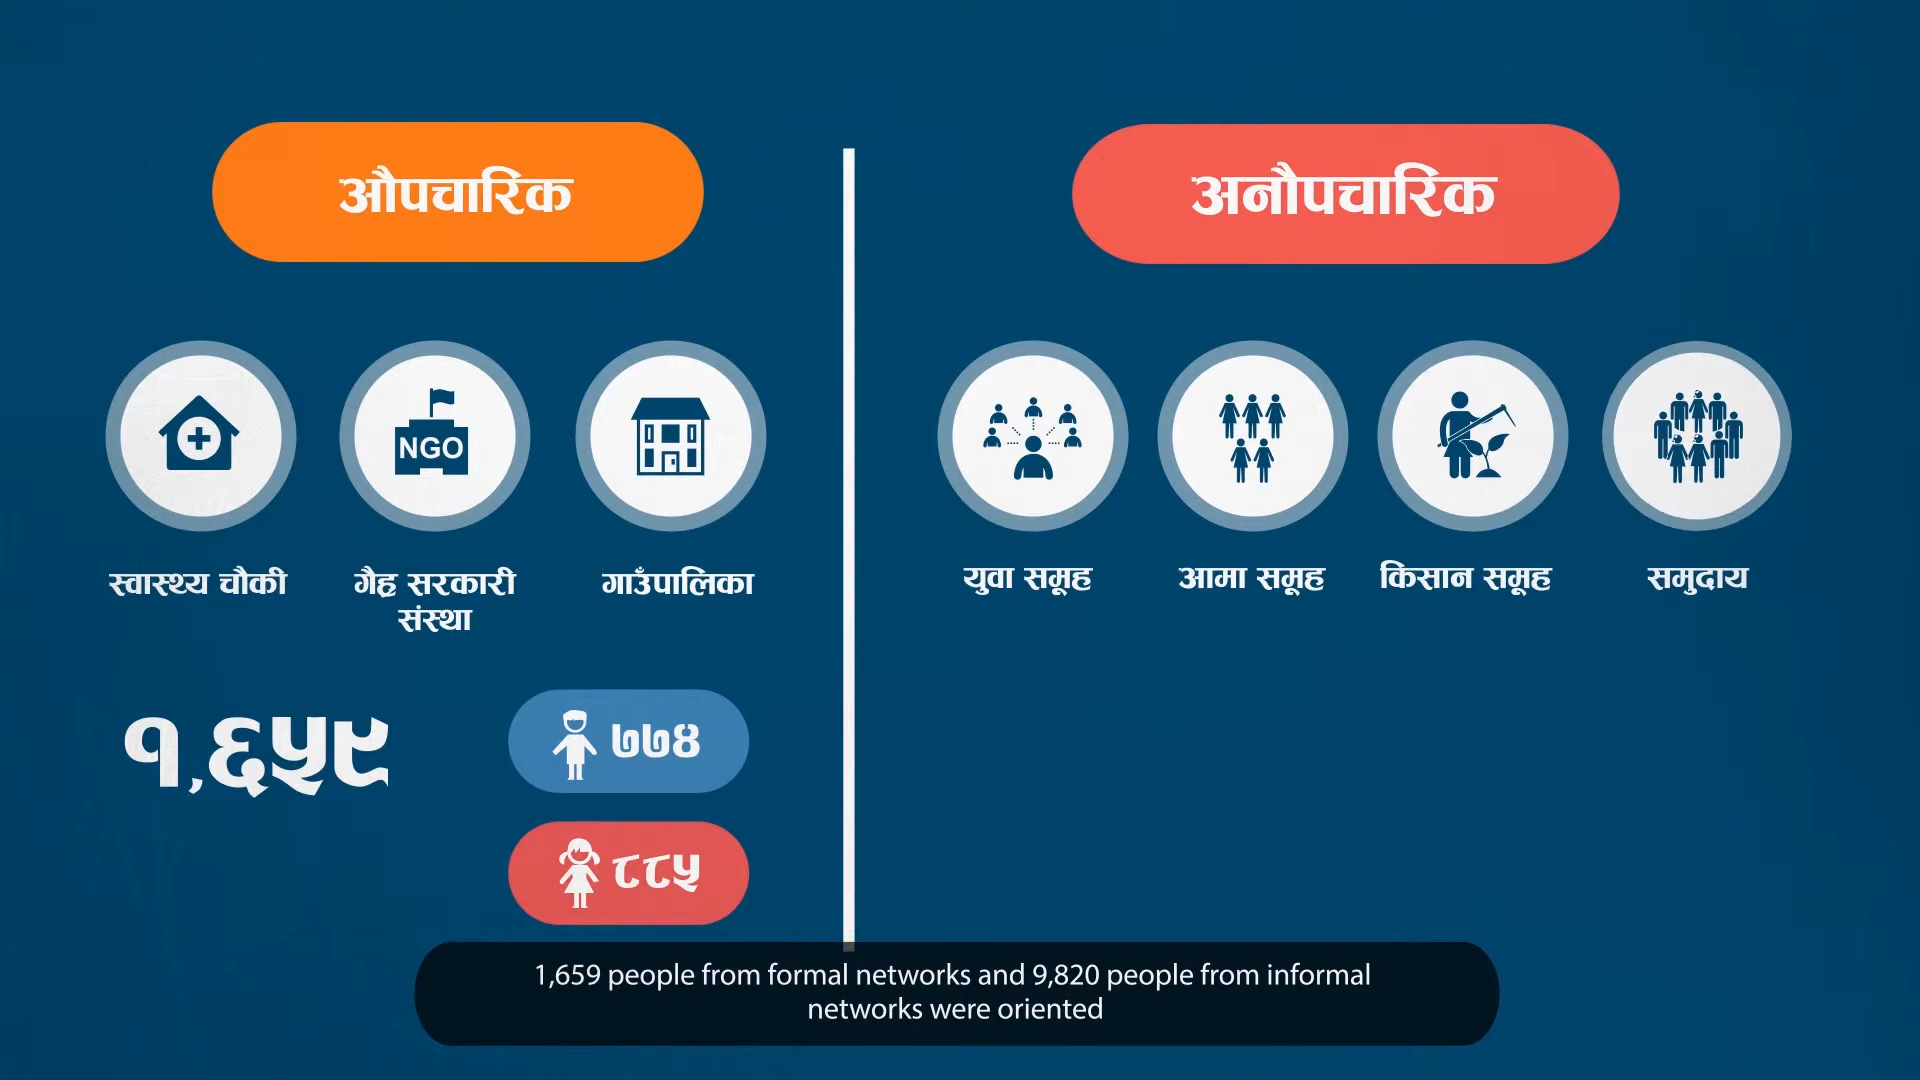 औपचारिक
अनौपचारिक
NGO
स्वास्थ्य चौकी
गैह्र सरकारी
संस्था
गाउँपालिका
युवा समूह
आमा समूह
किसान समूह
समुदाय
१,६५९
७७४
८८५
1,659 people from formal networks and 9,820 people from informal
networks were oriented